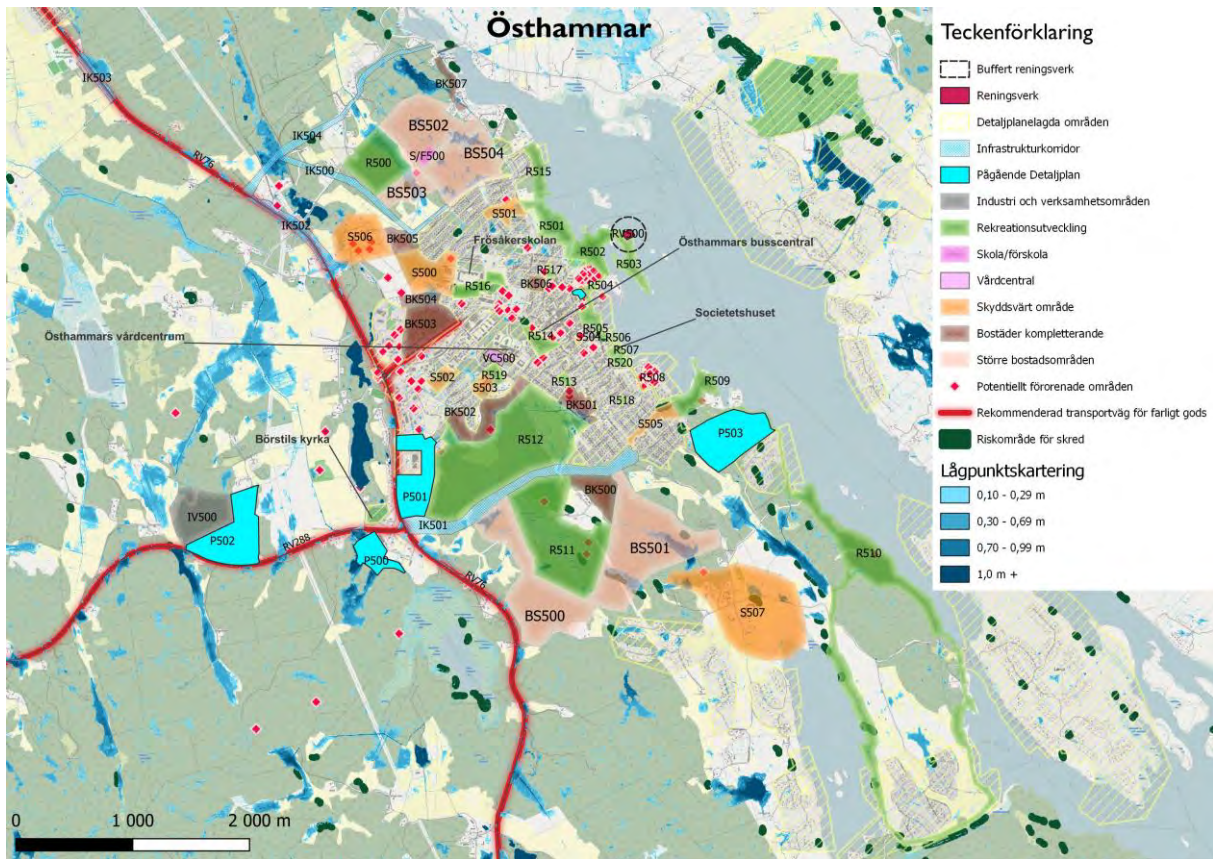 Östhammar
Teckenförklaring
Buffert reningsverk
Reningsverk
Detaljplanelagda områden
Infrastrukturkorridor
Pågående Detaljplan
Industri och verksamhetsområden
Rekreationsutveckling
Skola/förskola
Vårdcentral
Skyddsvärt område
Bostäder kompletterande
Större bostadsområden
Potentiellt förorenade områden
Rekommenderad transportväg för farligt gods
Riskområde för skred
Lågpunktskartering
0,10 - 0,29 m
0,30 - 0,69 m
0,70 - 0,99 m
1,0 m +
IK503
BK507
IK504
BS502
RV76
S/F500
BS504
R500
IK500
BS503
R515
S501
R501
IK502
S506
BK505
Frösåkerskolan
RV500
Östhammars busscentral
R502
R503
S500
R517
R516
BK506
R504
BK504
BK503
Societetshuset
Östhammars vårdcentrum
R505
R514
S504
R506
R507
VC500
R520
S502
R519
R508
R509
S503
R513
BK501
R518
BK502
S505
Börstils kyrka
R512
P503
P501
BK500
IV500
P502
IK501
RV288
P500
R511
BS501
R510
RV76
BS500
S507
0
1 000
2 000 m